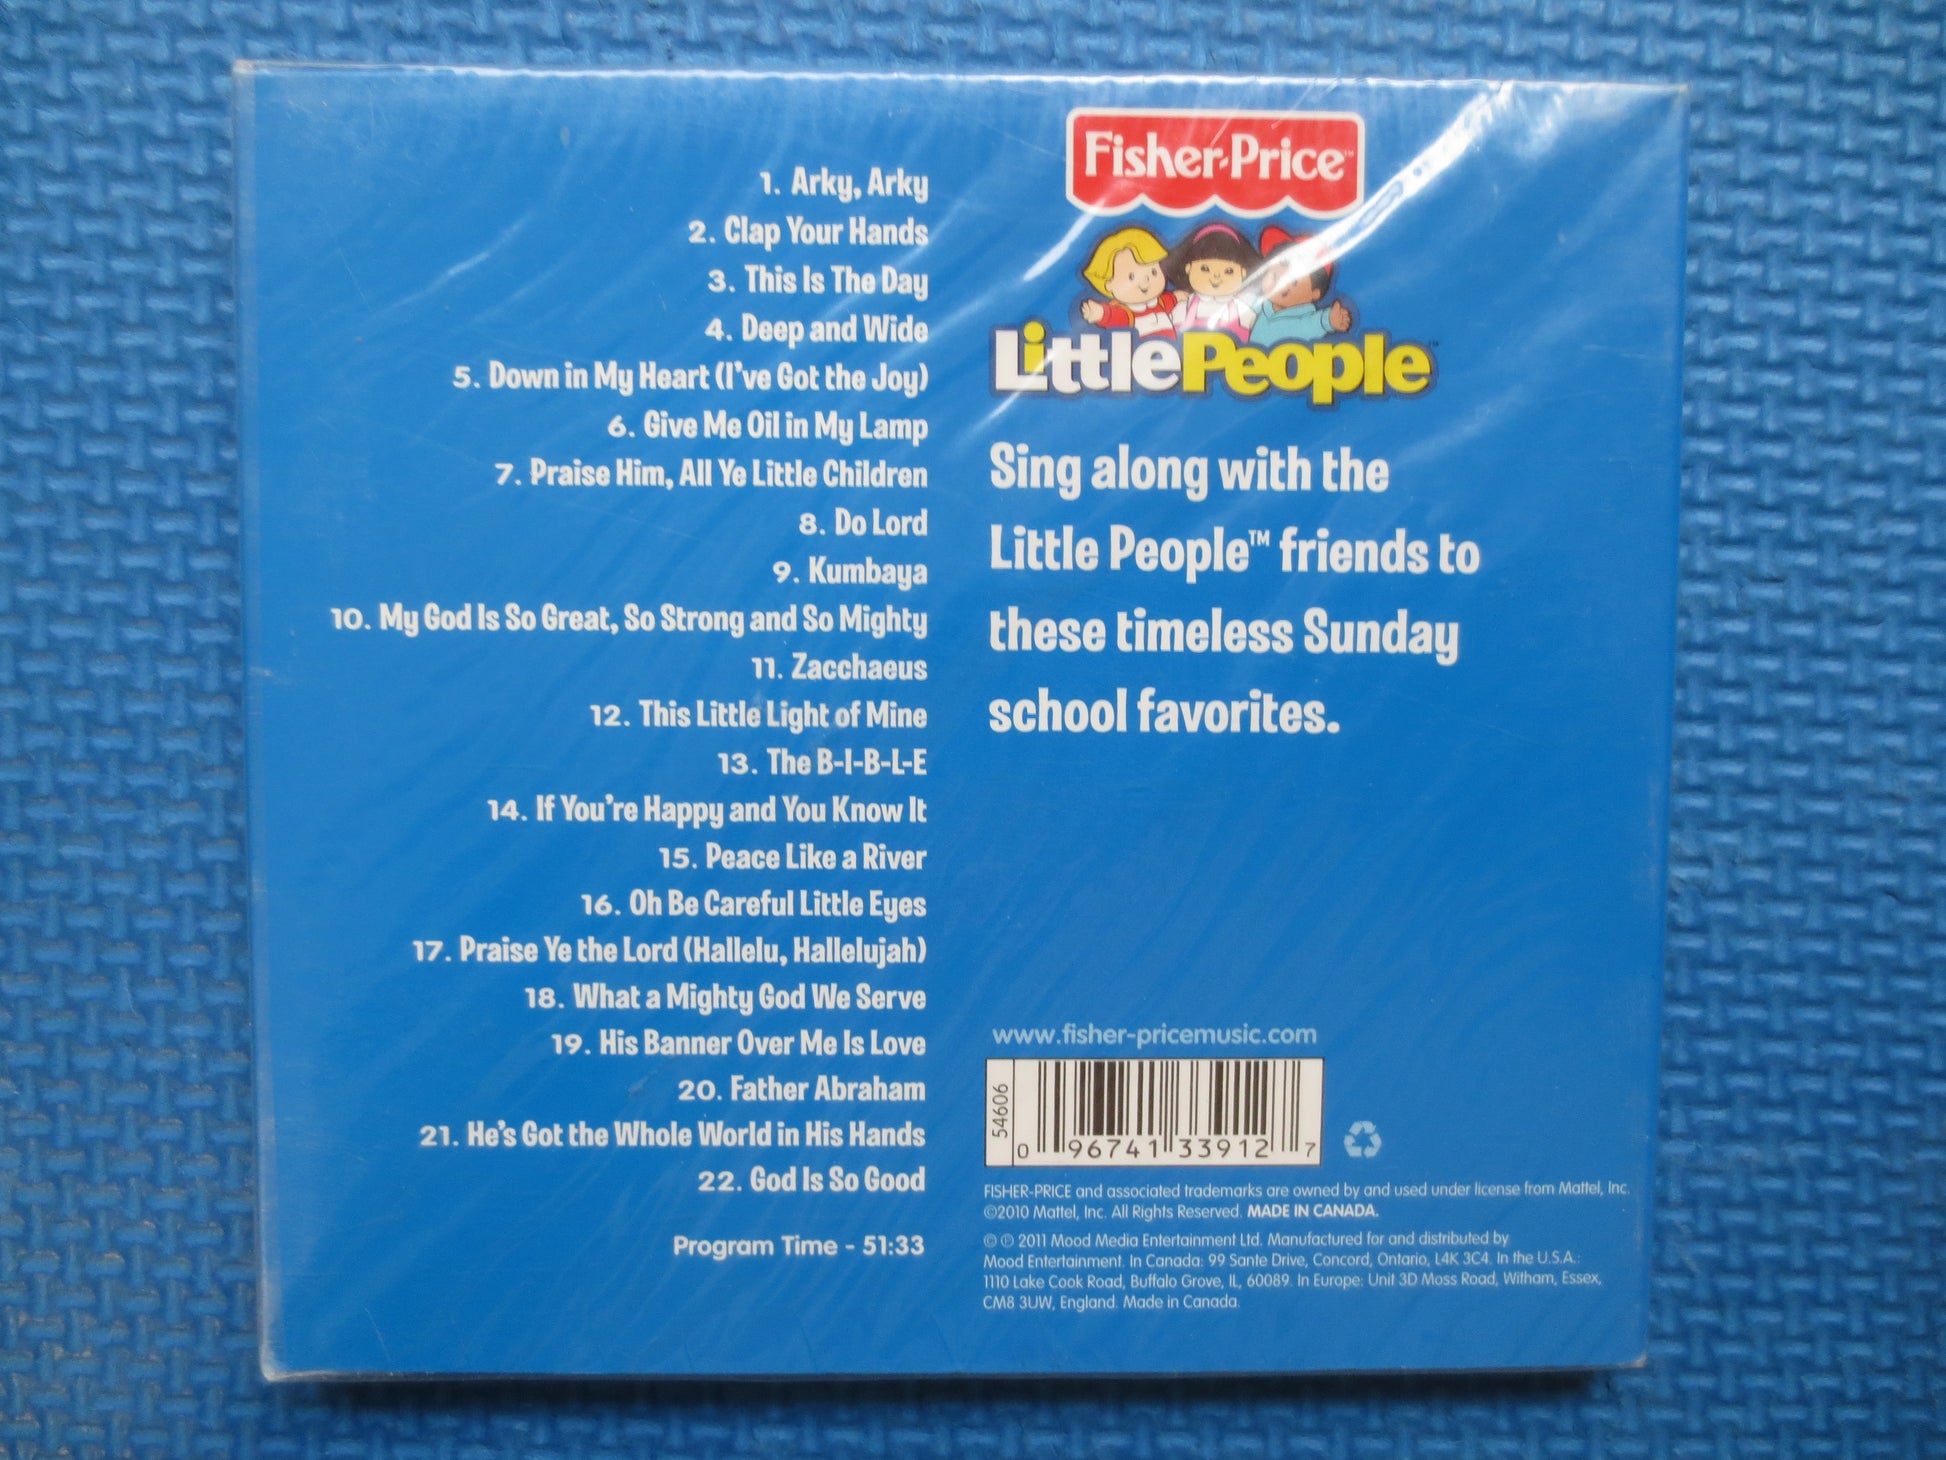 1. Arky, Arky
2. Clap Your Hands
3. This Is The Day
4. Deep and Wide
5. Down in My Heart (I've Got the Joy)
6. Give Me Oil in My Lamp
7. Praise Him, All Ye Little Children
8. Do Lord
9. Kumbaya
10. My God Is So Great, So Strong and So Mighty
11. Zacchaeus
12. This Little Light of Mine
13. The B-I-B-L-E
14. If You're Happy and You Know It
15. Peace Like a River
16. Oh Be Careful Little Eyes
17. Praise Ye the Lord (Hallelu, Hallelujah)
18. What a Mighty God We Serve
19. His Banner Over Me Is Love
20. Father Abraham
21. He's Got the Whole World in His Hands
22. God Is So Good
Program Time - 51:33
Fisher-Price™
Little People™
Sing along with the
Little People™ friends to
these timeless Sunday
school favorites.
www.fisher-pricemusic.com
54606
0 96741 33912 7
FISHER-PRICE and associated trademarks are owned by and used under license from Mattel, Inc.
©2010 Mattel, Inc. All Rights Reserved. MADE IN CANADA.
© ℗ 2011 Mood Media Entertainment Ltd. Manufactured for and distributed by
Mood Entertainment. In Canada: 99 Sante Drive, Concord, Ontario, L4K 3C4. In the U.S.A.:
1110 Lake Cook Road, Buffalo Grove, IL, 60089. In Europe: Unit 3D Moss Road, Witham, Essex,
CM8 3UW, England. Made in Canada.